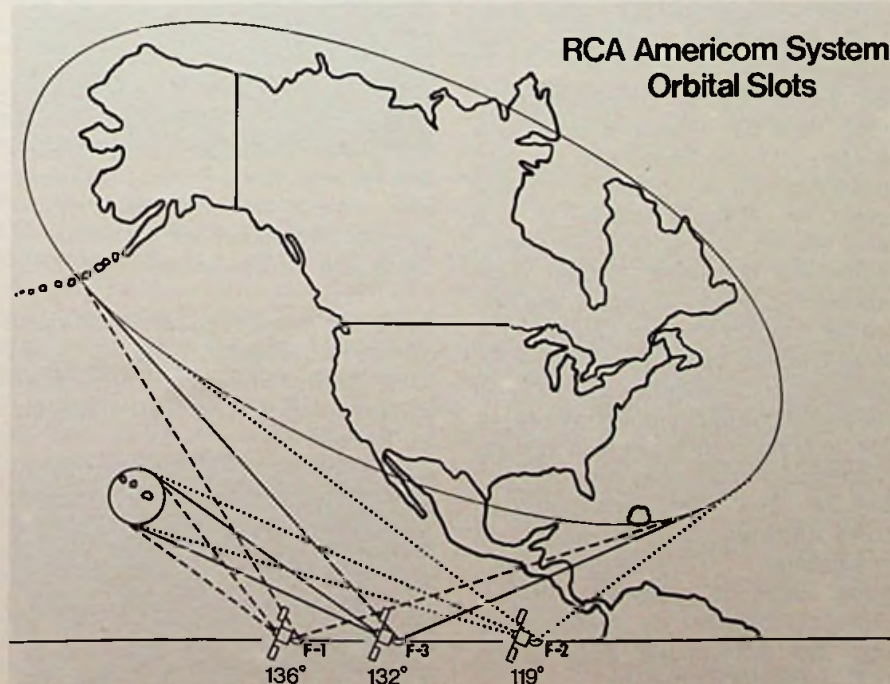 RCA Americom System
Orbital Slots
F-1
F-3
F-2
136°
132°
119°